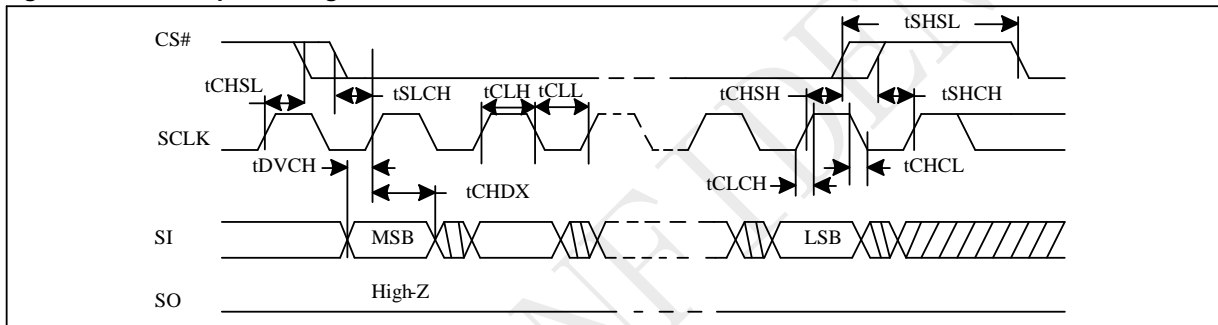 tSHSL
CS#
tCHSL
tSLCH
tCLH
tCLL
tCHSH
tSHCH
SCLK
tDVCH
tCHDX
tCLCH
tCHCL
SI
MSB
LSB
SO
High-Z